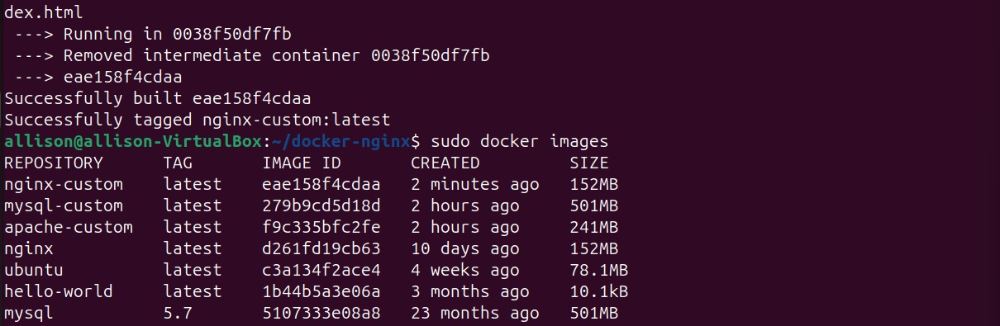 dex.html
 ---> Running in 0038f50df7fb
 ---> Removed intermediate container 0038f50df7fb
 ---> eae158f4cdaa
Successfully built eae158f4cdaa
Successfully tagged nginx-custom:latest
allison@allison-VirtualBox:~/docker-nginx$ sudo docker images
REPOSITORY      TAG       IMAGE ID       CREATED         SIZE
nginx-custom    latest    eae158f4cdaa   2 minutes ago   152MB
mysql-custom    latest    279b9cd5d18d   2 hours ago     501MB
apache-custom   latest    f9c335bfc2fe   2 hours ago     241MB
nginx           latest    d261fd19cb63   10 days ago     152MB
ubuntu          latest    c3a134f2ace4   4 weeks ago     78.1MB
hello-world     latest    1b44b5a3e06a   3 months ago    10.1kB
mysql           5.7       5107333e08a8   23 months ago   501MB